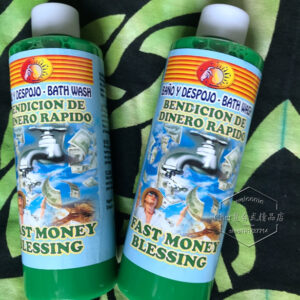 BAÑO Y DESPOJO - BATH WASH
BENDICION DE
DINERO RAPIDO
FAST MONEY
BLESSING
BAÑO Y DESPOJO - BATH WASH
BENDICION DE
DINERO RAPIDO
FAST MONEY
BLESSING